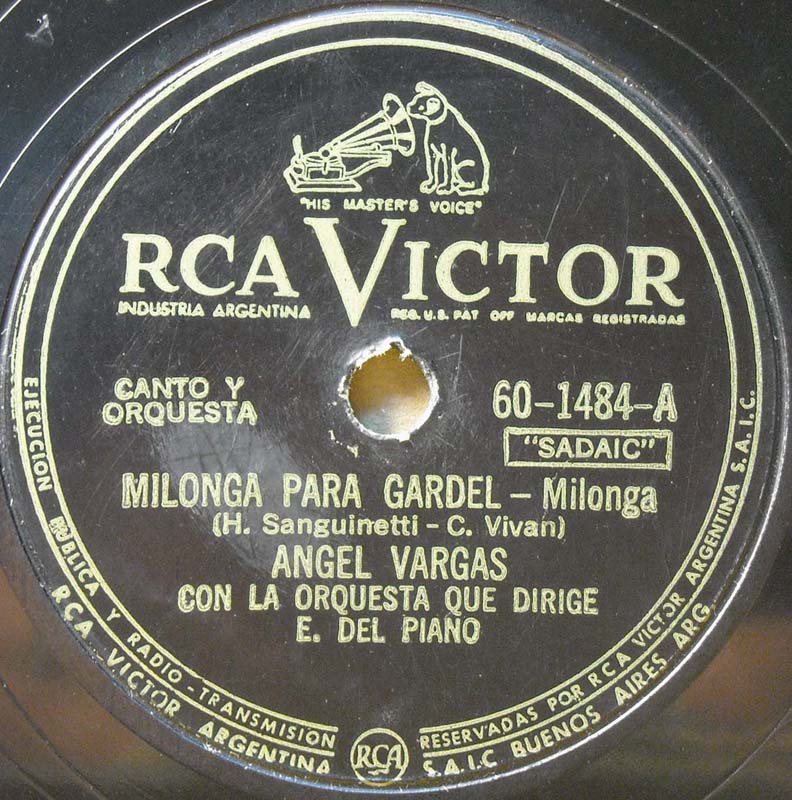 "HIS MASTER'S VOICE"
RCA VICTOR
INDUSTRIA ARGENTINA
REG. U.S. PAT OFF MARCAS REGISTRADAS
CANTO Y
ORQUESTA
60-1484-A
"SADAIC"
MILONGA PARA GARDEL - Milonga
(H. Sanguinetti - C. Vivan)
ANGEL VARGAS
CON LA ORQUESTA QUE DIRIGE
E. DEL PIANO
EJECUCION PUBLICA Y RADIO-TRANSMISION RESERVADAS POR RCA VICTOR ARGENTINA S.A.I.C.
RCA VICTOR ARGENTINA S.A.I.C BUENOS AIRES ARG.
RCA